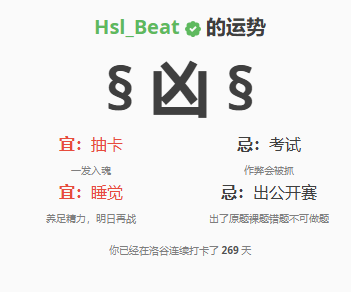 Hsl_Beat 的运势
§ 凶 §
宜：抽卡 忌：考试
一发入魂 作弊会被抓
宜：睡觉 忌：出公开赛
养足精力，明日再战 出了原题裸题错题不可做题
你已经在洛谷连续打卡了 269 天